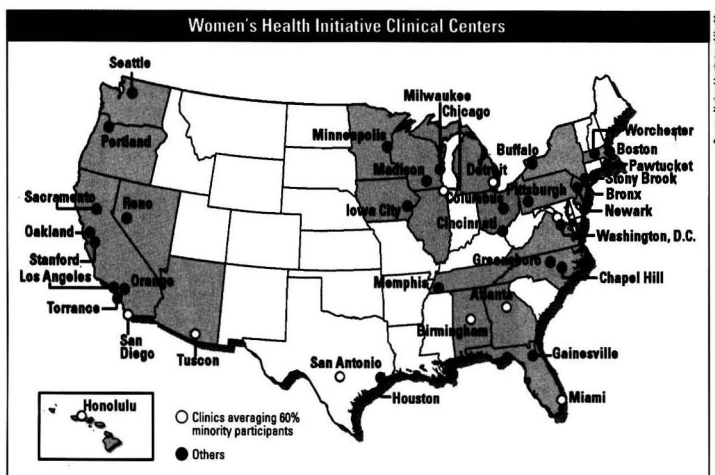 Women's Health Initiative Clinical Centers
Seattle
Milwaukee
Chicago
Portland
Minneapolis
Buffalo
Worchester
Boston
Madison
Detroit
Pawtucket
Stony Brook
Sacramento
Reno
Iowa City
Columbus
Pittsburgh
Bronx
Newark
Oakland
Cincinnati
Washington, D.C.
Stanford
Greensboro
Los Angeles
Orange
Memphis
Chapel Hill
Torrance
Atlanta
San
Diego
Tuscon
Birmingham
San Antonio
Gainesville
Houston
Miami
Honolulu
Clinics averaging 60%
minority participants
Others